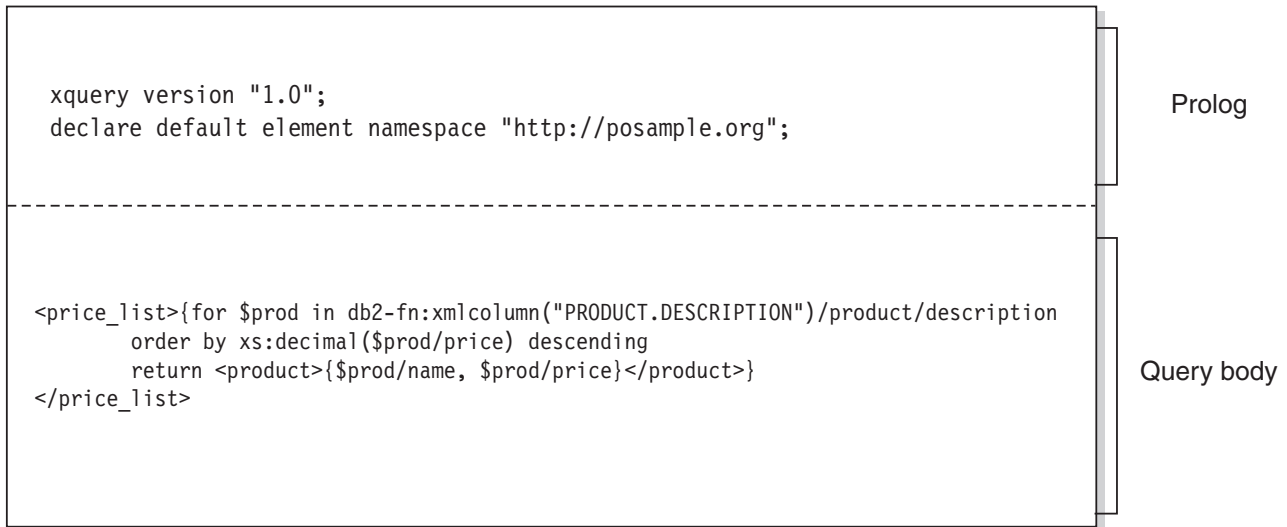 xquery version "1.0";
declare default element namespace "http://posample.org";
Prolog
<price_list>{for $prod in db2-fn:xmlcolumn("PRODUCT.DESCRIPTION")/product/description
order by xs:decimal($prod/price) descending
return <product>{$prod/name, $prod/price}</product>}
</price_list>
Query body